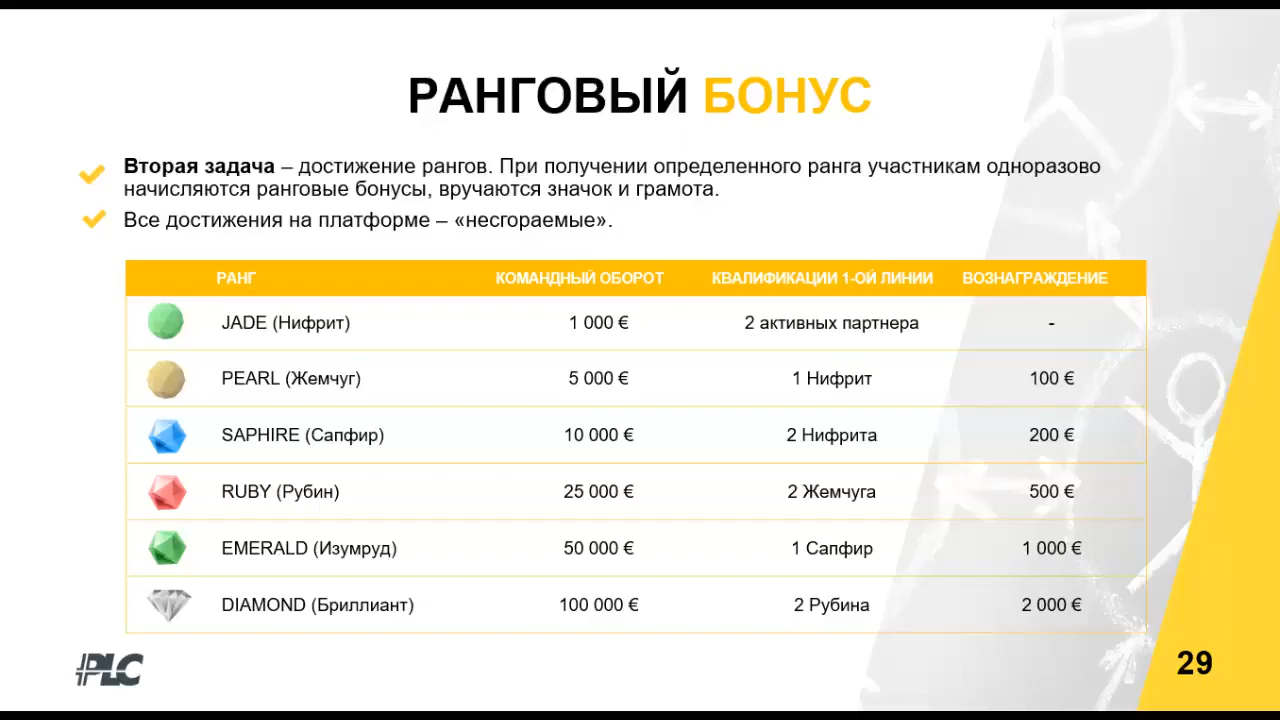 РАНГОВЫЙ БОНУС
Вторая задача – достижение рангов. При получении определенного ранга участникам одноразово
начисляются ранговые бонусы, вручаются значок и грамота.
Все достижения на платформе – «несгораемые».
РАНГ КОМАНДНЫЙ ОБОРОТ КВАЛИФИКАЦИИ 1-ОЙ ЛИНИИ ВОЗНАГРАЖДЕНИЕ
JADE (Нифрит) 1 000 € 2 активных партнера -
PEARL (Жемчуг) 5 000 € 1 Нифрит 100 €
SAPHIRE (Сапфир) 10 000 € 2 Нифрита 200 €
RUBY (Рубин) 25 000 € 2 Жемчуга 500 €
EMERALD (Изумруд) 50 000 € 1 Сапфир 1 000 €
DIAMOND (Бриллиант) 100 000 € 2 Рубина 2 000 €
PLC
29